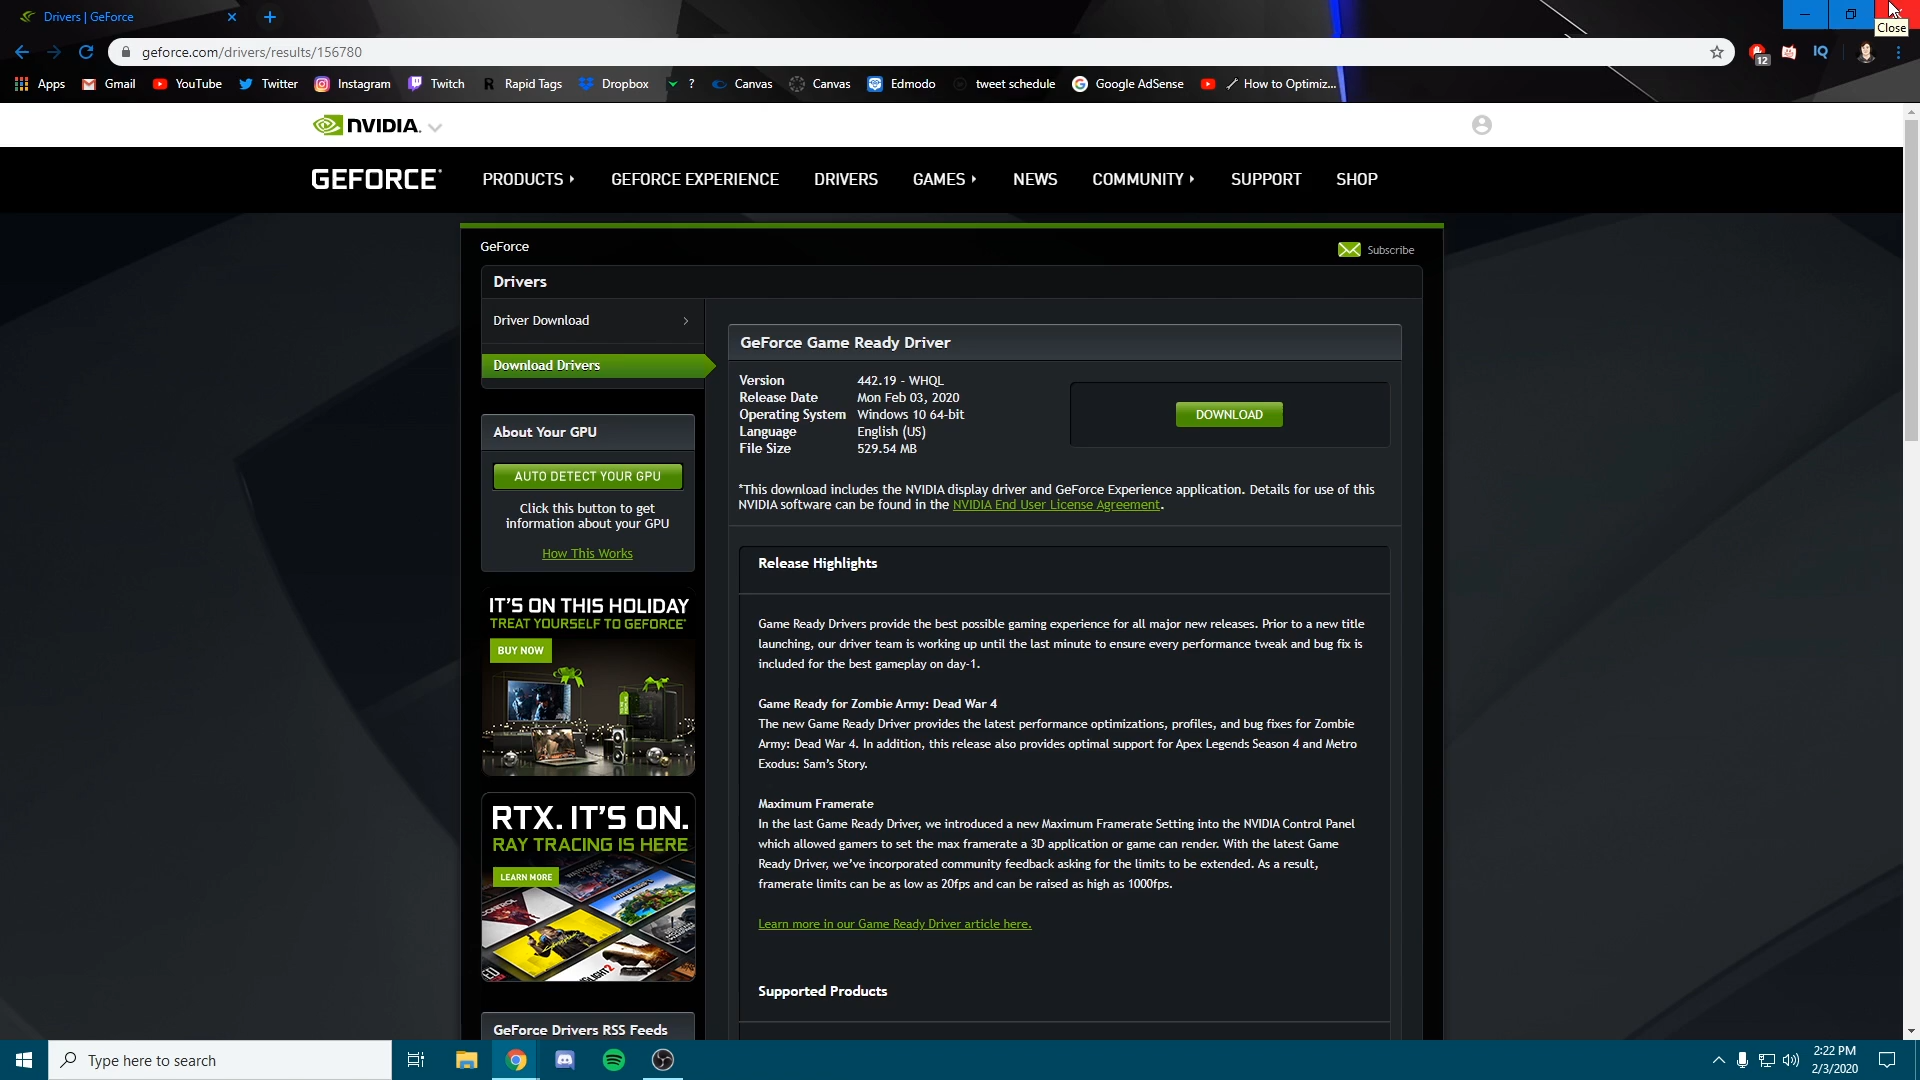 Drivers | GeForce
Close
geforce.com/drivers/results/156780
12
IQ
Apps
Gmail
YouTube
Twitter
Instagram
Twitch
R
Rapid Tags
Dropbox
?
Canvas
Canvas
Edmodo
tweet schedule
Google AdSense
How to Optimiz...
NVIDIA.
GEFORCE
PRODUCTS
GEFORCE EXPERIENCE
DRIVERS
GAMES
NEWS
COMMUNITY
SUPPORT
SHOP
GeForce
Subscribe
Drivers
Driver Download
Download Drivers
About Your GPU
AUTO DETECT YOUR GPU
Click this button to get
information about your GPU
How This Works
IT'S ON THIS HOLIDAY
TREAT YOURSELF TO GEFORCE
BUY NOW
RTX. IT'S ON.
RAY TRACING IS HERE
LEARN MORE
CONTROL
MINECRAFT
GeForce Drivers RSS Feeds
GeForce Game Ready Driver
Version 442.19 - WHQL
Release Date Mon Feb 03, 2020
Operating System Windows 10 64-bit
Language English (US)
File Size 529.54 MB
DOWNLOAD
*This download includes the NVIDIA display driver and GeForce Experience application. Details for use of this
NVIDIA software can be found in the NVIDIA End User License Agreement.
Release Highlights
Game Ready Drivers provide the best possible gaming experience for all major new releases. Prior to a new title
launching, our driver team is working up until the last minute to ensure every performance tweak and bug fix is
included for the best gameplay on day-1.
Game Ready for Zombie Army: Dead War 4
The new Game Ready Driver provides the latest performance optimizations, profiles, and bug fixes for Zombie
Army: Dead War 4. In addition, this release also provides optimal support for Apex Legends Season 4 and Metro
Exodus: Sam's Story.
Maximum Framerate
In the last Game Ready Driver, we introduced a new Maximum Framerate Setting into the NVIDIA Control Panel
which allowed gamers to set the max framerate a 3D application or game can render. With the latest Game
Ready Driver, we've incorporated community feedback asking for the limits to be extended. As a result,
framerate limits can be as low as 20fps and can be raised as high as 1000fps.
Learn more in our Game Ready Driver article here.
Supported Products
Type here to search
2:22 PM
2/3/2020